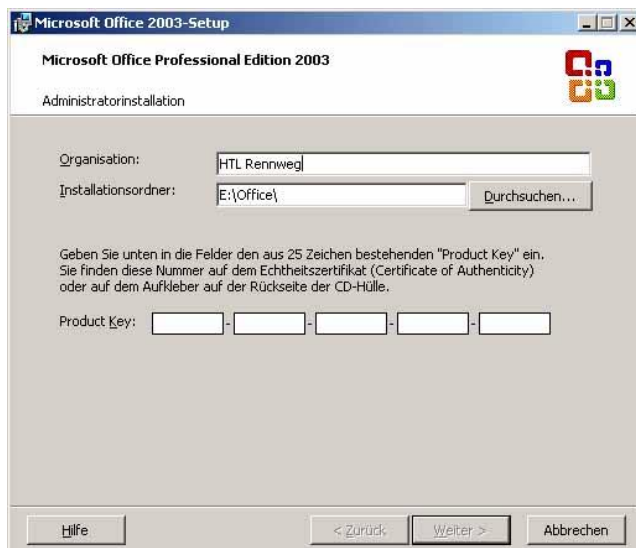 Microsoft Office 2003-Setup
Microsoft Office Professional Edition 2003
Administratorinstallation
Organisation: HTL Rennweg
Installationsordner: E:\Office\ Durchsuchen...
Geben Sie unten in die Felder den aus 25 Zeichen bestehenden "Product Key" ein.
Sie finden diese Nummer auf dem Echtheitszertifikat (Certificate of Authenticity)
oder auf dem Aufkleber auf der Rückseite der CD-Hülle.
Product Key: - - - -
Hilfe < Zurück Weiter > Abbrechen